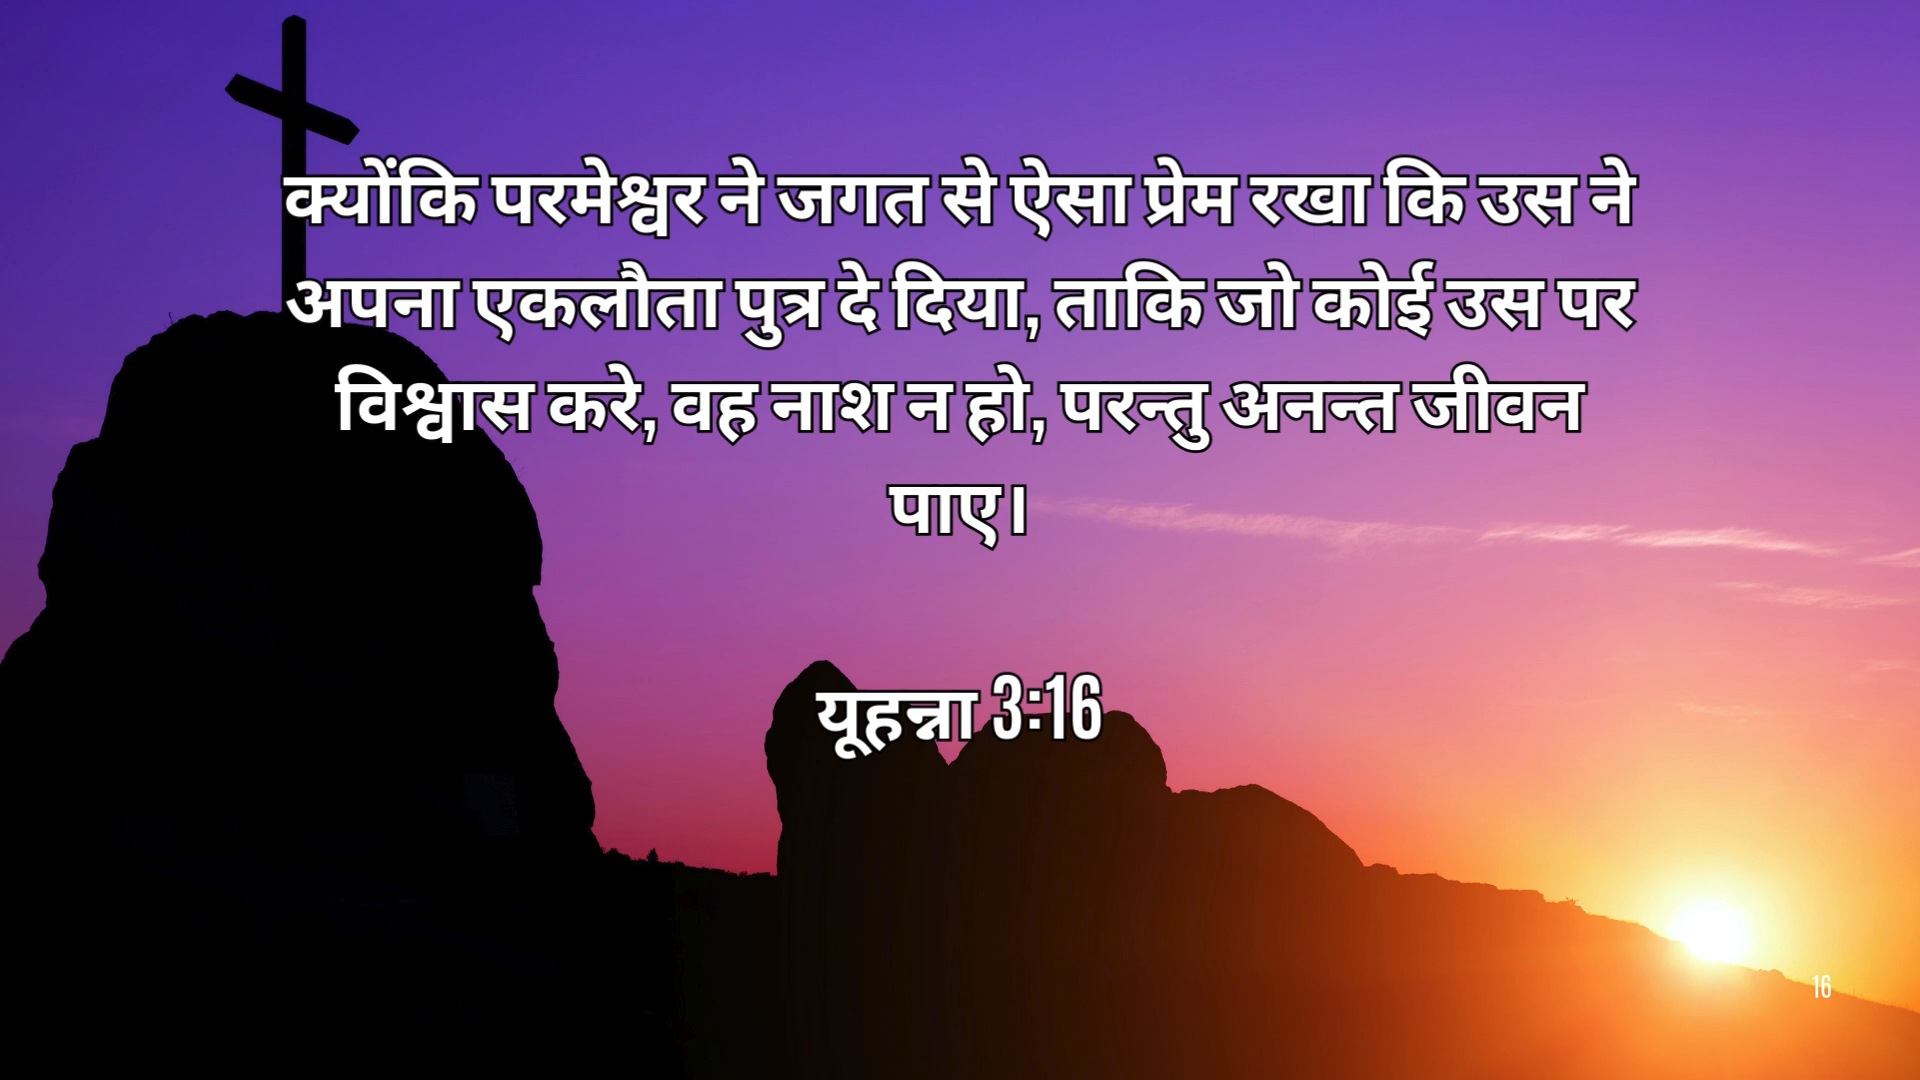 क्योंकि परमेश्वर ने जगत से ऐसा प्रेम रखा कि उस ने
अपना एकलौता पुत्र दे दिया, ताकि जो कोई उस पर
विश्वास करे, वह नाश न हो, परन्तु अनन्त जीवन
पाए।
यूहन्ना 3:16
16